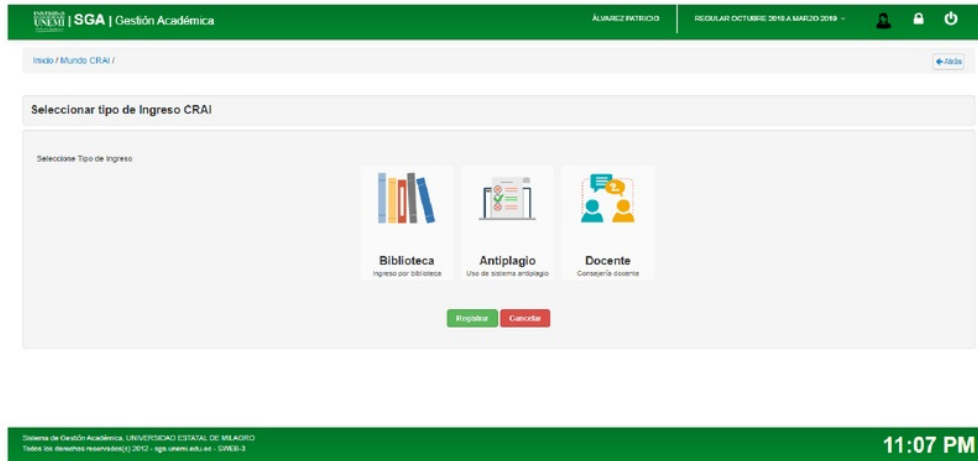 UNEMI | SGA | Gestión Académica
ÁLVAREZ PATRICIO
REGULAR OCTUBRE 2018 A MARZO 2019
Inicio / Mundo CRAI /
Atrás
Seleccionar tipo de Ingreso CRAI
Seleccione Tipo de Ingreso
Biblioteca
Ingreso por biblioteca
Antiplagio
Uso de sistema antiplagio
Docente
Consejería docente
Registrar
Cancelar
Sistema de Gestión Académica, UNIVERSIDAD ESTATAL DE MILAGRO
Todos los derechos reservados(c) 2012 - sga.unemi.edu.ec - SWEB-3
11:07 PM